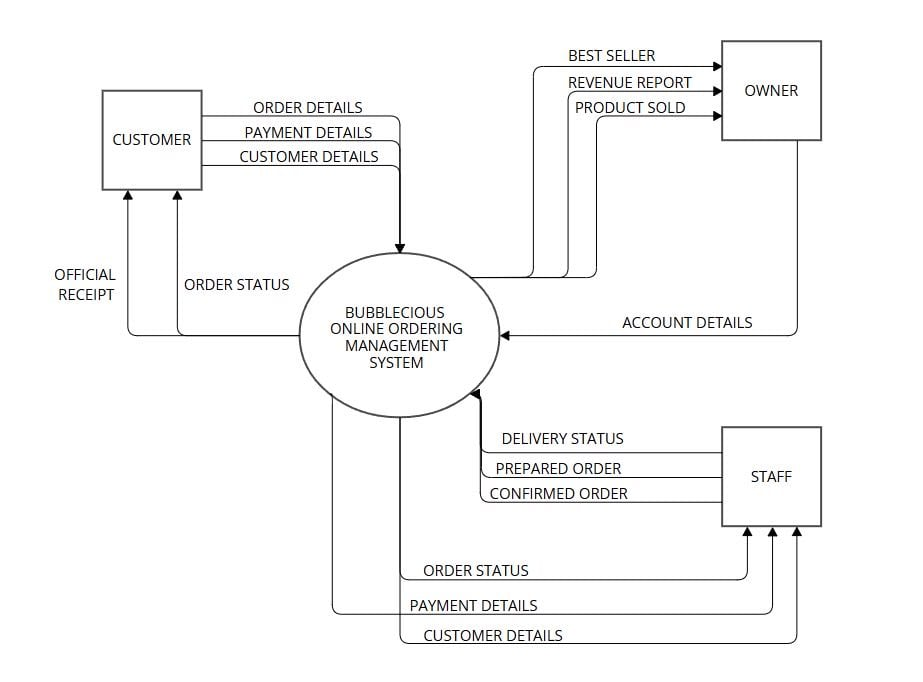 BEST SELLER
REVENUE REPORT
PRODUCT SOLD
OWNER
ORDER DETAILS
PAYMENT DETAILS
CUSTOMER DETAILS
CUSTOMER
OFFICIAL
RECEIPT
ORDER STATUS
BUBBLECIOUS
ONLINE ORDERING
MANAGEMENT
SYSTEM
ACCOUNT DETAILS
DELIVERY STATUS
PREPARED ORDER
CONFIRMED ORDER
STAFF
ORDER STATUS
PAYMENT DETAILS
CUSTOMER DETAILS